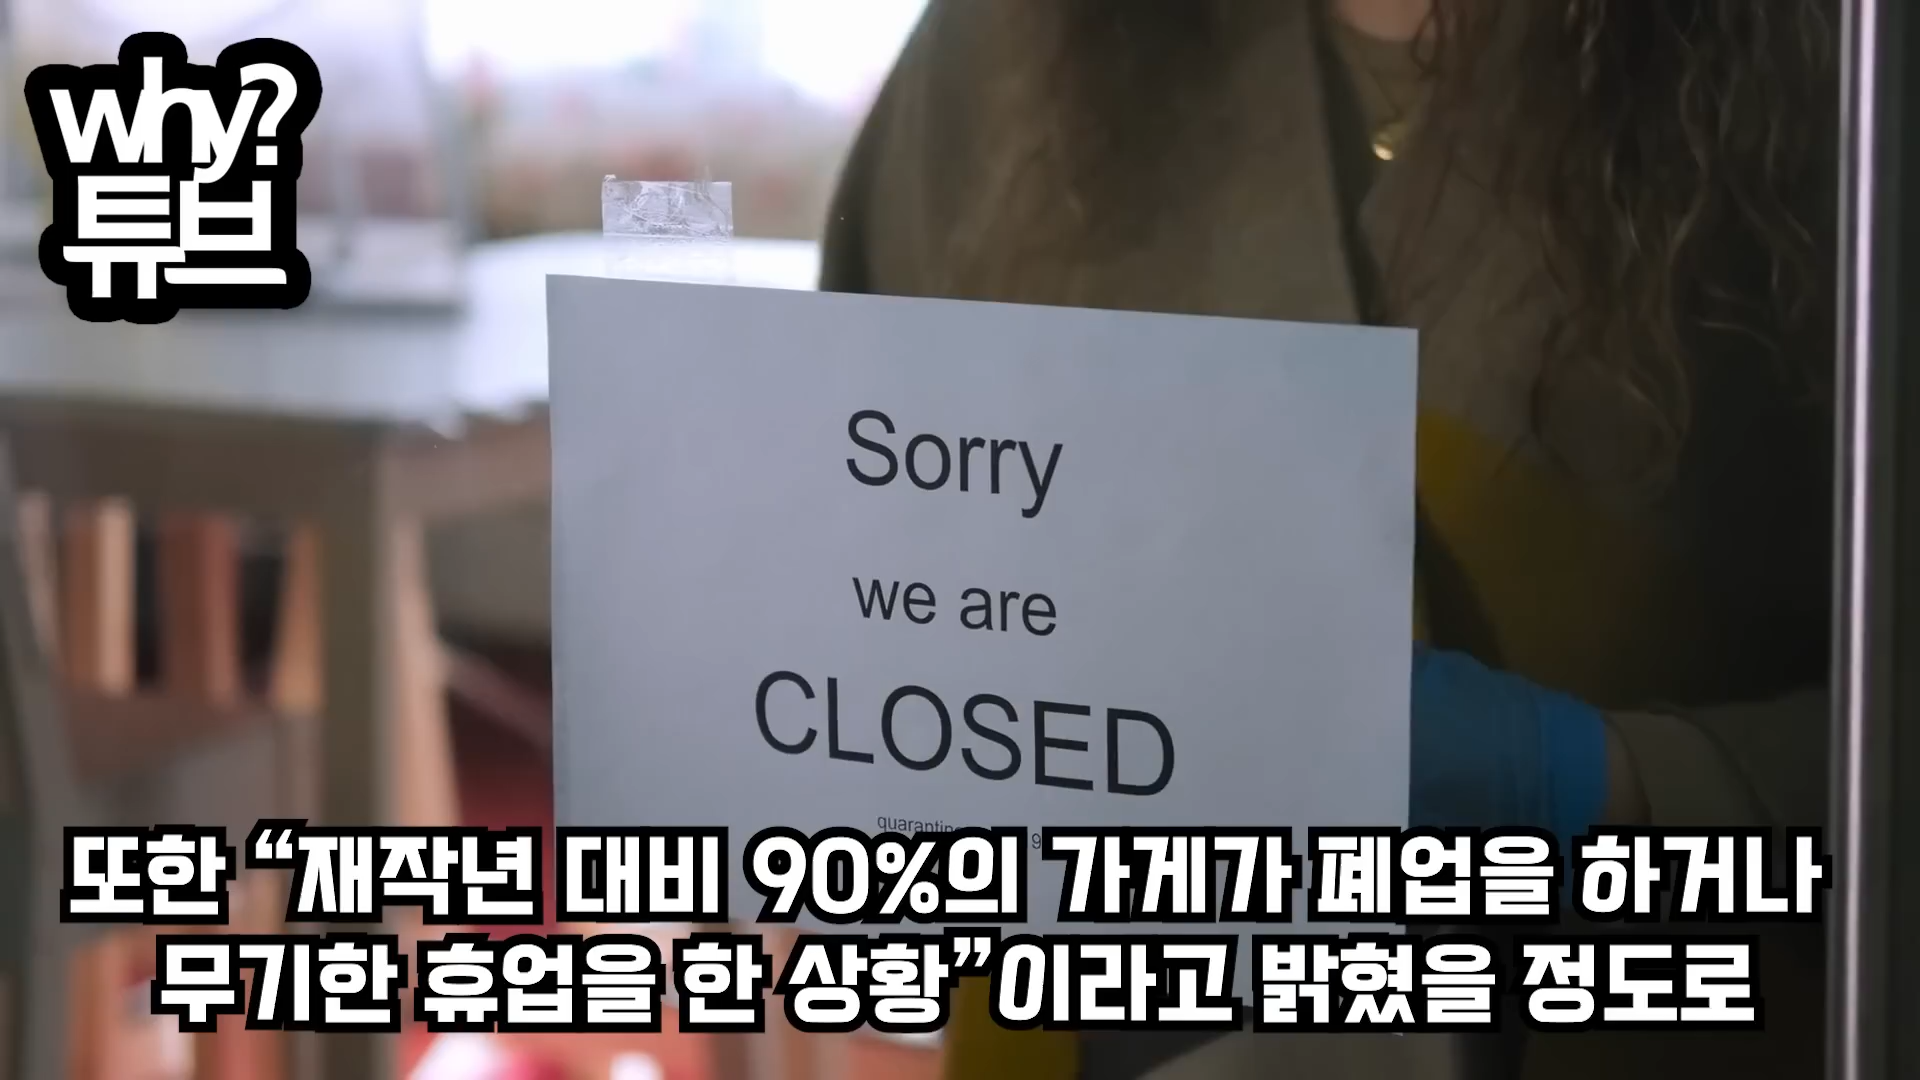 why?
튜브
Sorry
we are
CLOSED
또한 “재작년 대비 90%의 가게가 폐업을 하거나
무기한 휴업을 한 상황”이라고 밝혔을 정도로